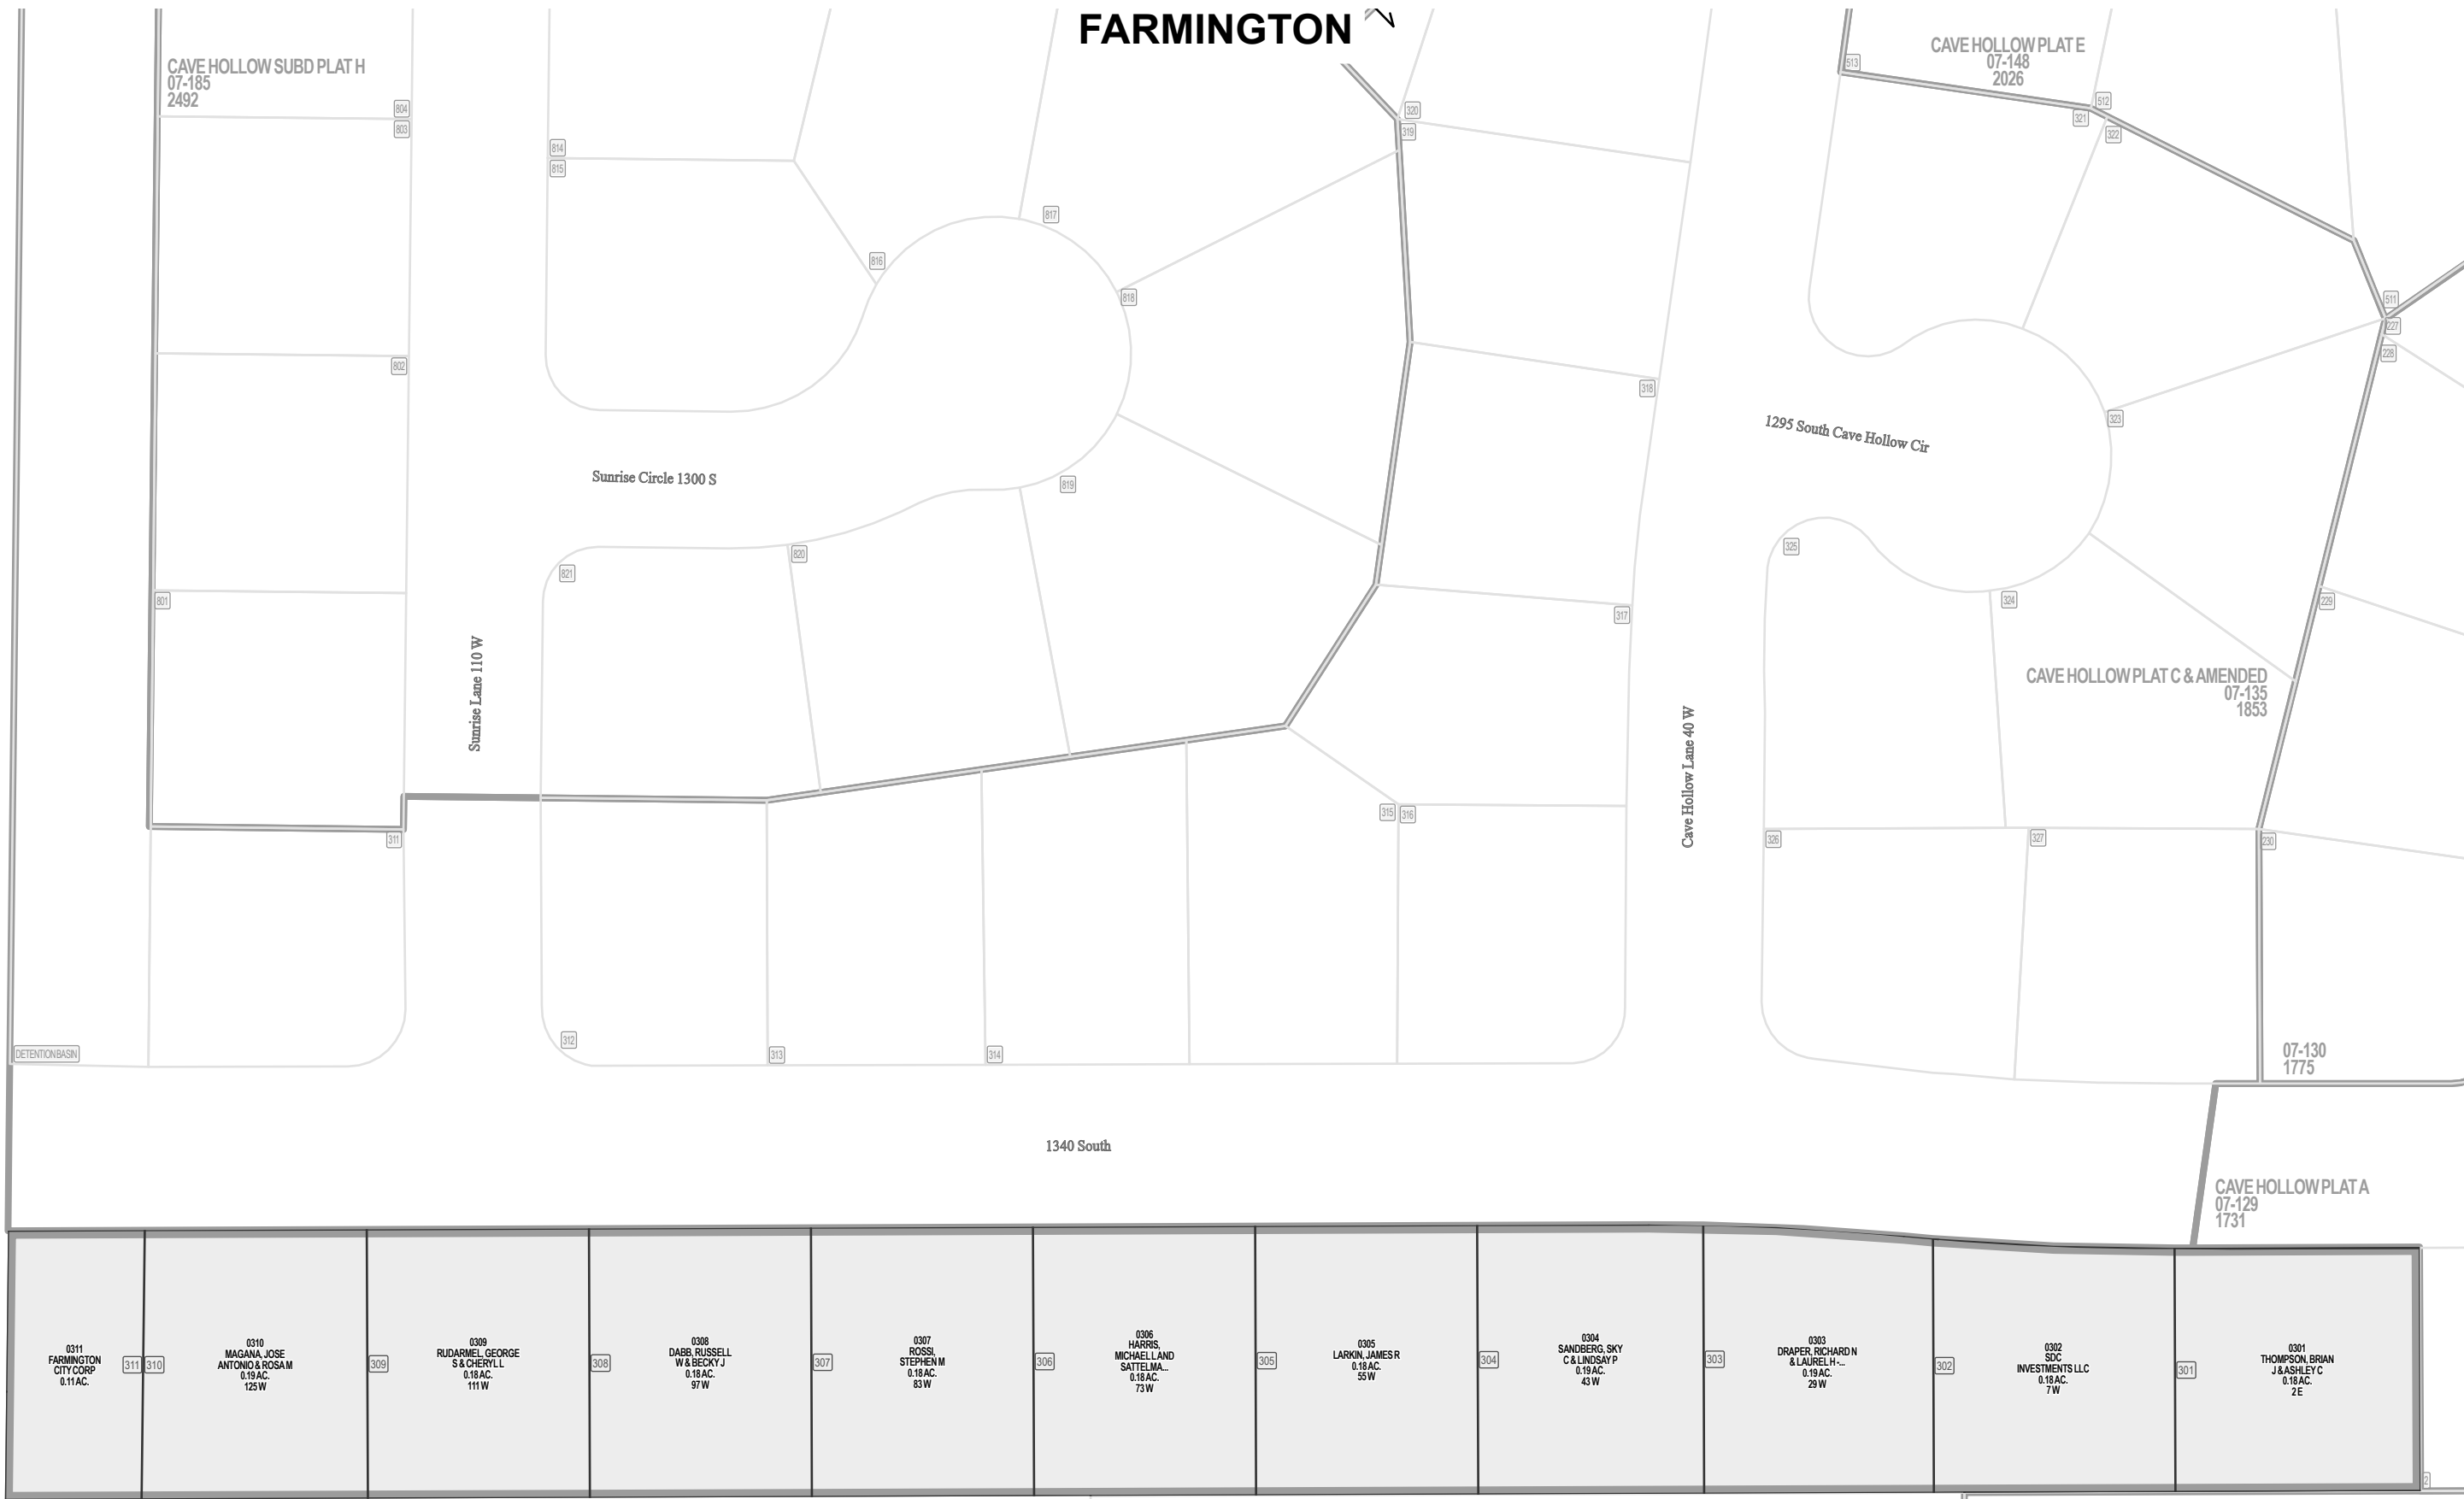 FARMINGTON
CAVE HOLLOW SUBD PLAT H
07-185
2492
CAVE HOLLOW PLAT E
07-148
2026
804
803
814
815
816
817
818
819
820
821
802
801
320
319
318
317
513
512
321
322
511
227
228
323
229
324
325
Sunrise Circle 1300 S
1295 South Cave Hollow Cir
Sunrise Lane 110 W
Cave Hollow Lane 40 W
CAVE HOLLOW PLAT C & AMENDED
07-135
1853
311
315
316
326
327
230
DETENTION BASIN
312
313
314
07-130
1775
1340 South
CAVE HOLLOW PLAT A
07-129
1731
0311
FARMINGTON
CITY CORP
0.11 AC.
311
310
0310
MAGANA, JOSE
ANTONIO & ROSA M
0.19 AC.
125 W
309
0309
RUDARMEL, GEORGE
S & CHERYL L
0.18 AC.
111 W
308
0308
DABB, RUSSELL
W & BECKY J
0.18 AC.
97 W
307
0307
ROSSI,
STEPHEN M
0.18 AC.
83 W
306
0306
HARRIS,
MICHAEL L AND
SATTELMA...
0.18 AC.
73 W
305
0305
LARKIN, JAMES R
0.18 AC.
55 W
304
0304
SANDBERG, SKY
C & LINDSAY P
0.19 AC.
43 W
303
0303
DRAPER, RICHARD N
& LAUREL H -...
0.19 AC.
29 W
302
0302
SDC
INVESTMENTS LLC
0.18 AC.
7 W
301
0301
THOMPSON, BRIAN
J & ASHLEY C
0.18 AC.
2 E
2